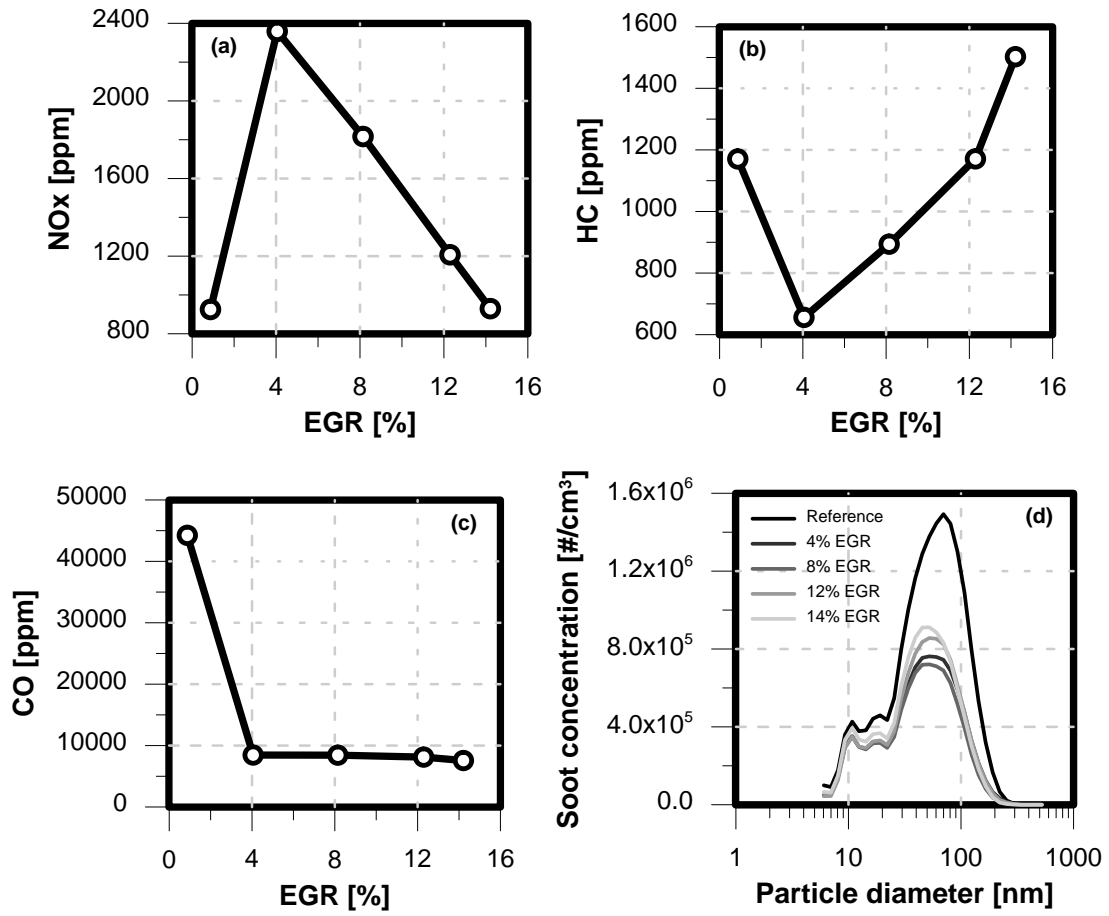 (a)
NOx [ppm]
2400
2000
1600
1200
800
0
4
8
12
16
EGR [%]
(b)
HC [ppm]
1600
1400
1200
1000
800
600
0
4
8
12
16
EGR [%]
(c)
CO [ppm]
50000
40000
30000
20000
10000
0
0
4
8
12
16
EGR [%]
(d)
Soot concentration [#/cm³]
1.6x10⁶
1.2x10⁶
8.0x10⁵
4.0x10⁵
0.0
Reference
4% EGR
8% EGR
12% EGR
14% EGR
1
10
100
1000
Particle diameter [nm]